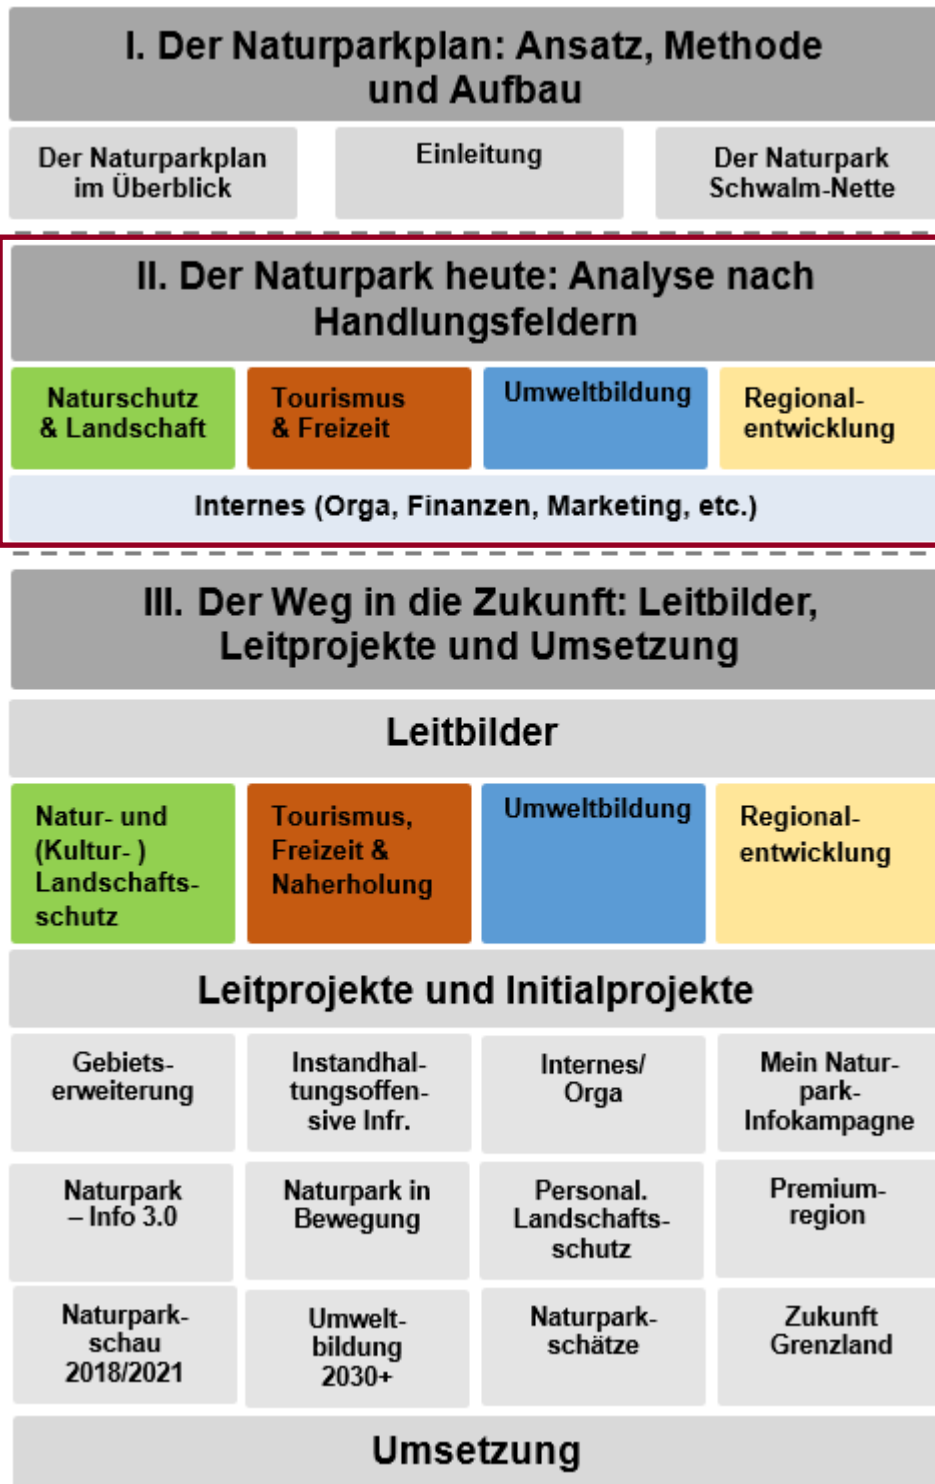 I. Der Naturparkplan: Ansatz, Methode
und Aufbau
Der Naturparkplan
im Überblick
Einleitung
Der Naturpark
Schwalm-Nette
II. Der Naturpark heute: Analyse nach
Handlungsfeldern
Naturschutz
& Landschaft
Tourismus
& Freizeit
Umweltbildung
Regional-
entwicklung
Internes (Orga, Finanzen, Marketing, etc.)
III. Der Weg in die Zukunft: Leitbilder,
Leitprojekte und Umsetzung
Leitbilder
Natur- und
(Kultur- )
Landschafts-
schutz
Tourismus,
Freizeit &
Naherholung
Umweltbildung
Regional-
entwicklung
Leitprojekte und Initialprojekte
Gebiets-
erweiterung
Instandhal-
tungsoffen-
sive Infr.
Internes/
Orga
Mein Natur-
park-
Infokampagne
Naturpark
– Info 3.0
Naturpark in
Bewegung
Personal.
Landschafts-
schutz
Premium-
region
Naturpark-
schau
2018/2021
Umwelt-
bildung
2030+
Naturpark-
schätze
Zukunft
Grenzland
Umsetzung